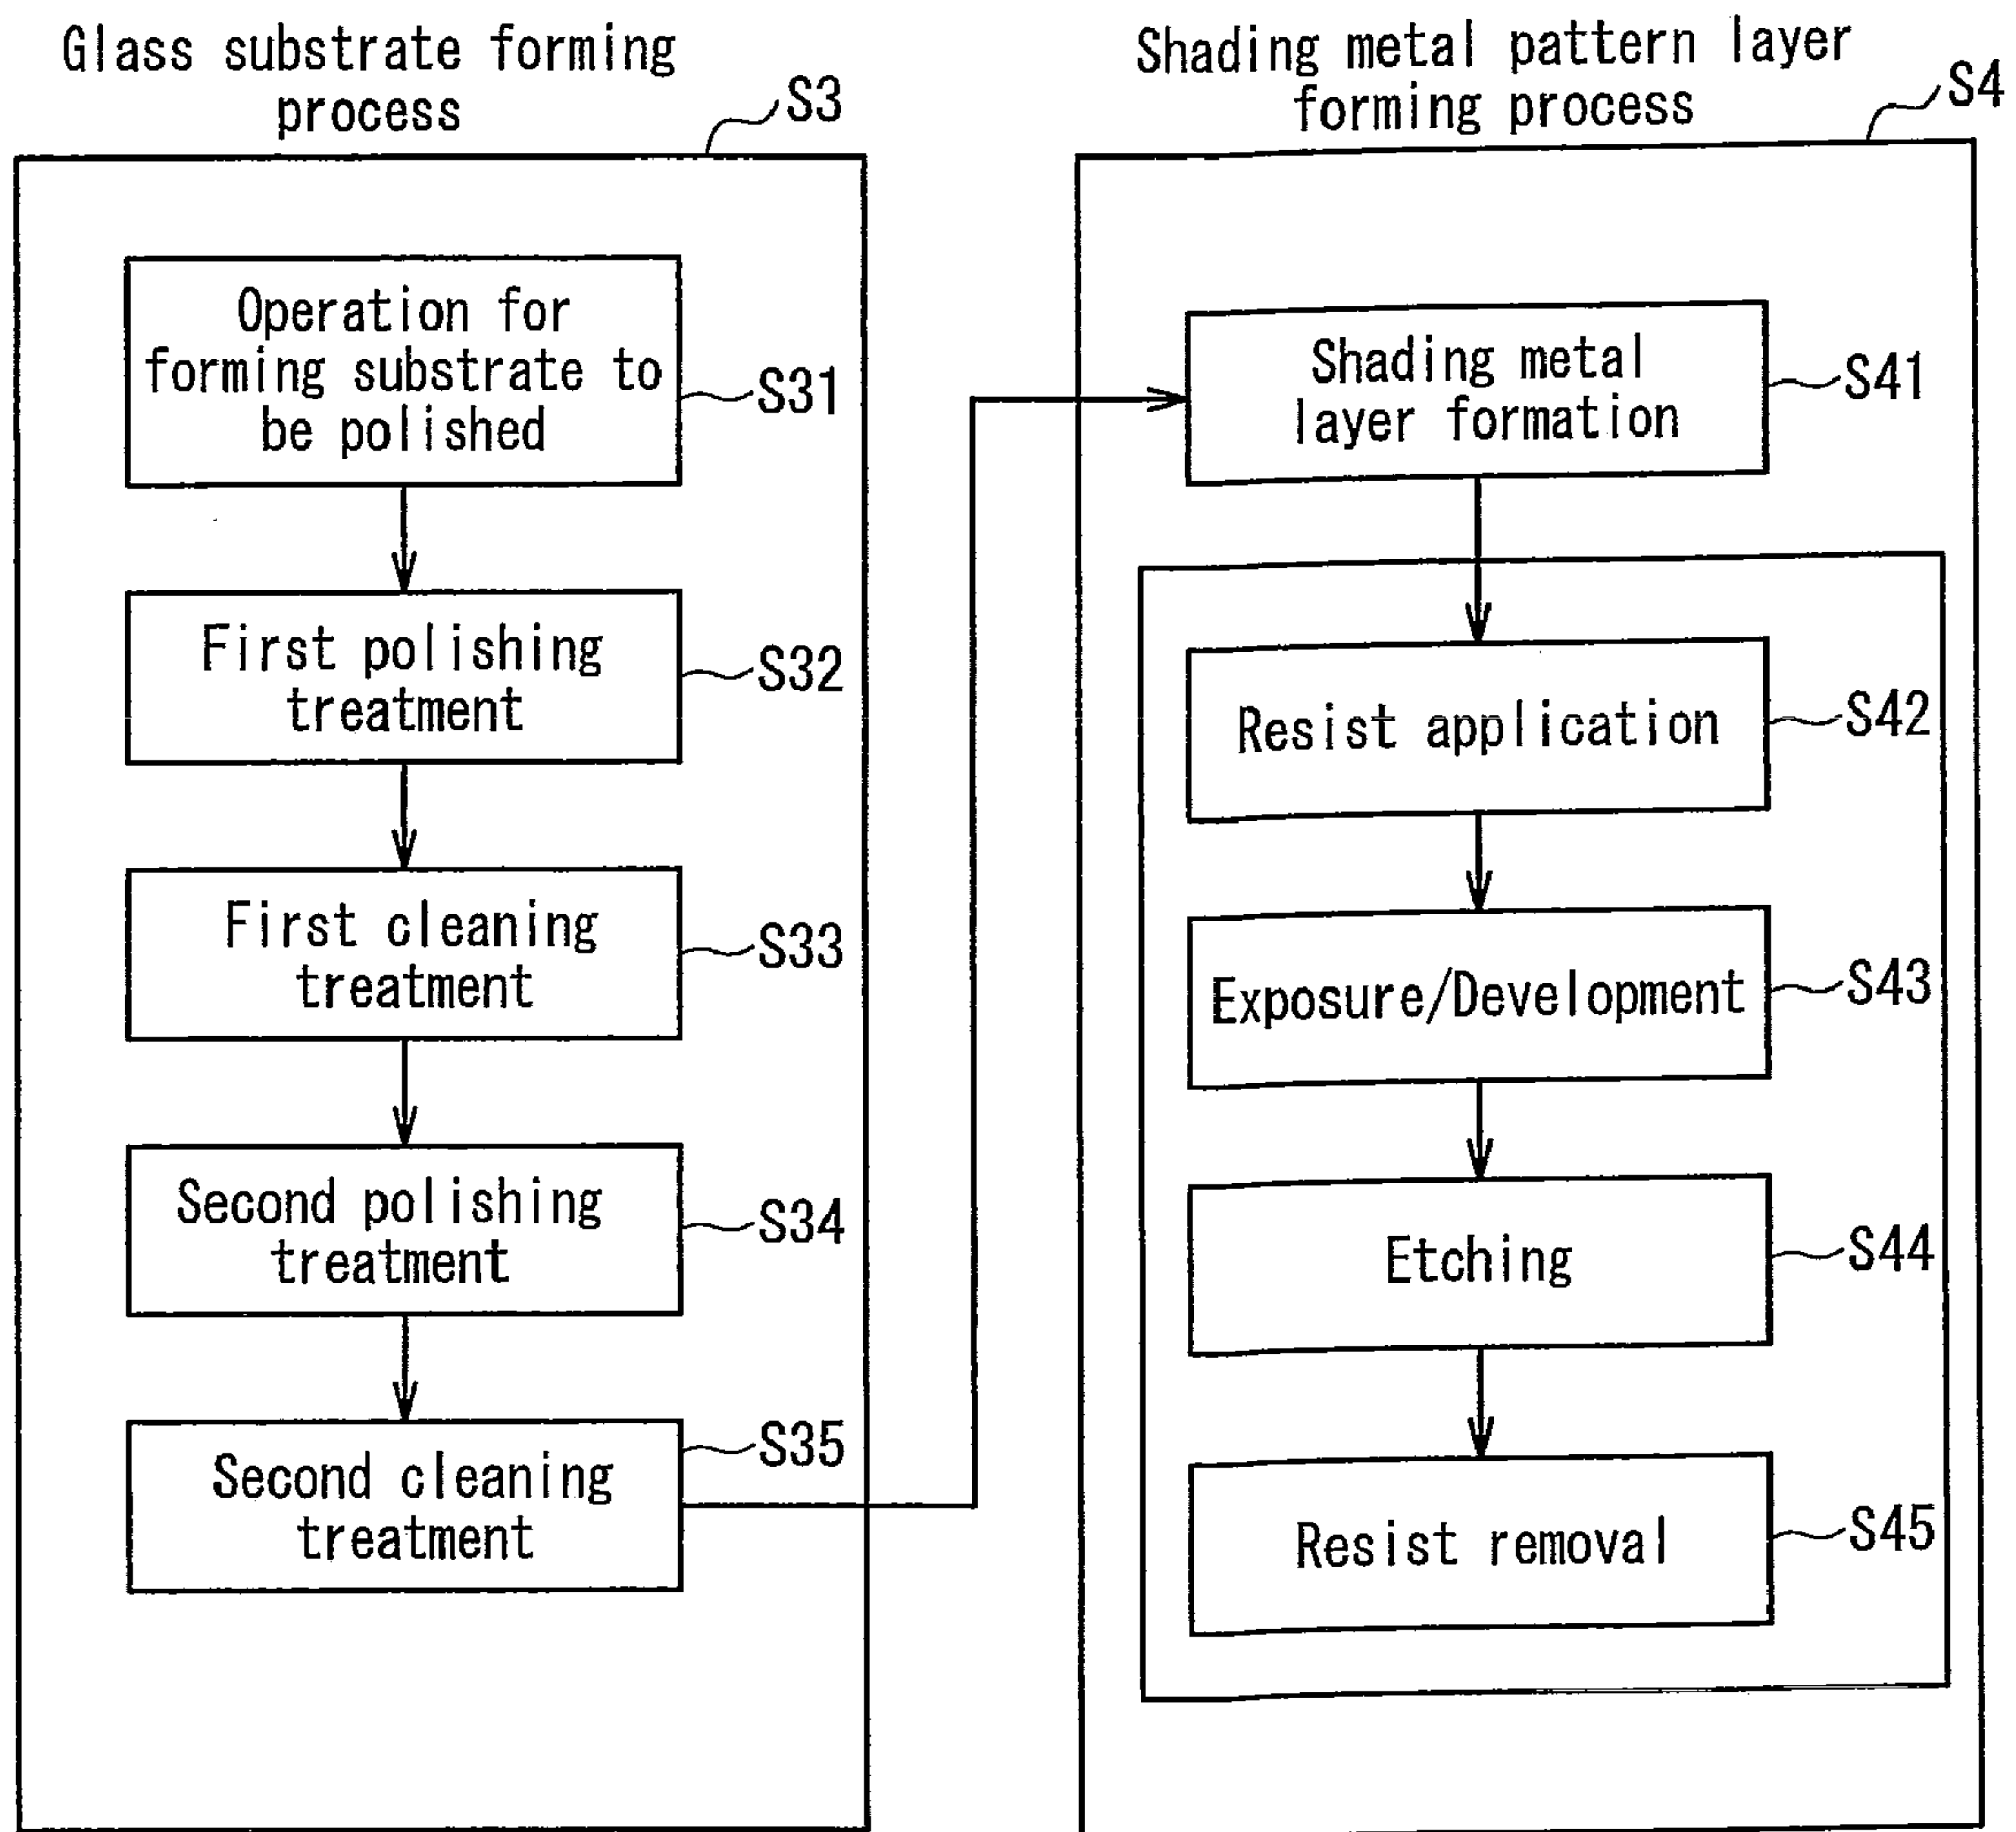 Glass substrate forming
process
S3
Operation for
forming substrate to
be polished
S31
First polishing
treatment
S32
First cleaning
treatment
S33
Second polishing
treatment
S34
Second cleaning
treatment
S35
Shading metal pattern layer
forming process
S4
Shading metal
layer formation
S41
Resist application
S42
Exposure/Development
S43
Etching
S44
Resist removal
S45